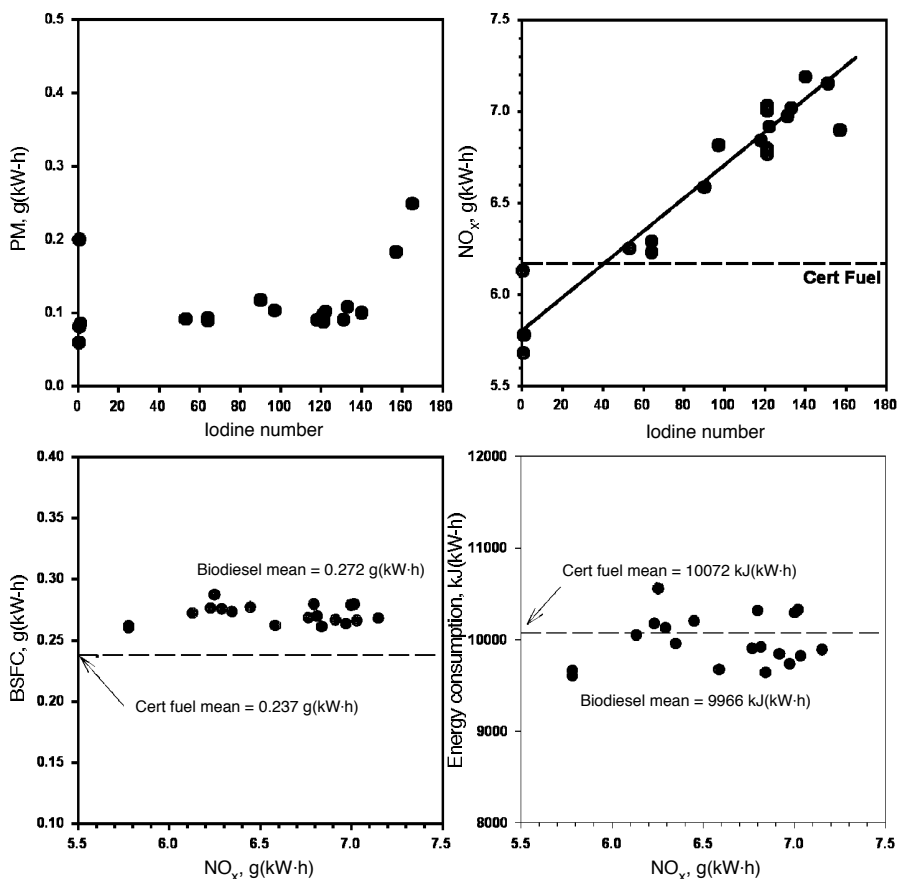 0.5
0.4
0.3
0.2
0.1
0.0
PM, g(kW-h)
0 20 40 60 80 100 120 140 160 180
Iodine number
7.5
7.0
6.5
6.0
5.5
NOx, g(kW-h)
Cert Fuel
0 20 40 60 80 100 120 140 160 180
Iodine number
0.40
0.35
0.30
0.25
0.20
0.15
0.10
BSFC, g(kW-h)
Biodiesel mean = 0.272 g(kW·h)
Cert fuel mean = 0.237 g(kW·h)
5.5 6.0 6.5 7.0 7.5
NOx, g(kW·h)
12000
11000
10000
9000
8000
Energy consumption, kJ(kW-h)
Cert fuel mean = 10072 kJ(kW·h)
Biodiesel mean = 9966 kJ(kW·h)
5.5 6.0 6.5 7.0 7.5
NOx, g(kW·h)